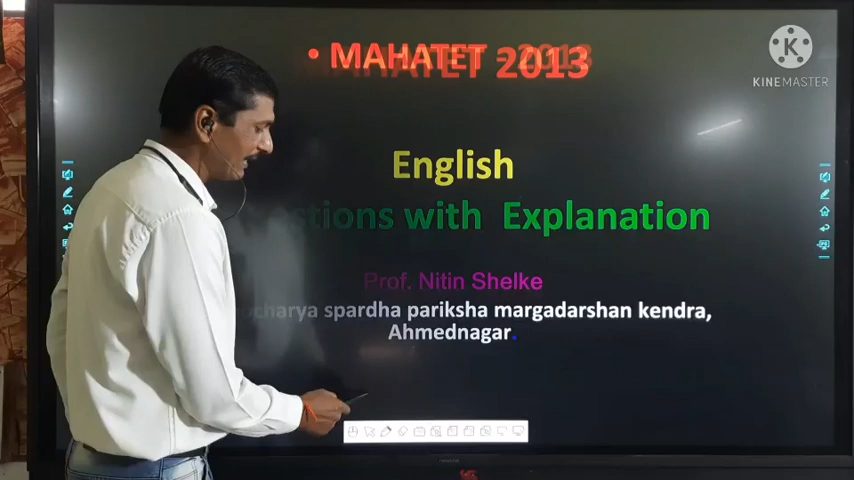 • MAHATET - 2013
KINEMASTER
English
stions with Explanation
Prof. Nitin Shelke
charya spardha pariksha margadarshan kendra,
Ahmednagar.